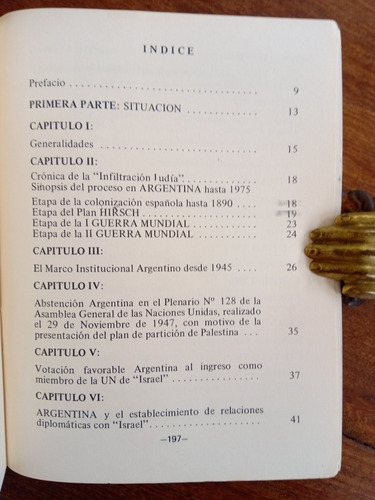 INDICE
Prefacio ........................ 9
PRIMERA PARTE: SITUACION ........ 13
CAPITULO I:
Generalidades ................... 15
CAPITULO II:
Crónica de la "Infiltración Judía" ........ 18
Sinopsis del proceso en ARGENTINA hasta 1975
Etapa de la colonización española hasta 1890 ... 18
Etapa del Plan HIRSCH ........... 19
Etapa de la I GUERRA MUNDIAL ... 23
Etapa de la II GUERRA MUNDIAL ... 24
CAPITULO III:
El Marco Institucional Argentino desde 1945 .... 26
CAPITULO IV:
Abstención Argentina en el Plenario Nº 128 de la
Asamblea General de las Naciones Unidas, realizado
el 29 de Noviembre de 1947, con motivo de la
presentación del plan de partición de Palestina ... 35
CAPITULO V:
Votación favorable Argentina al ingreso como
miembro de la UN de "Israel" ........ 37
CAPITULO VI:
ARGENTINA y el establecimiento de relaciones
diplomáticas con "Israel" ........ 41
—197—